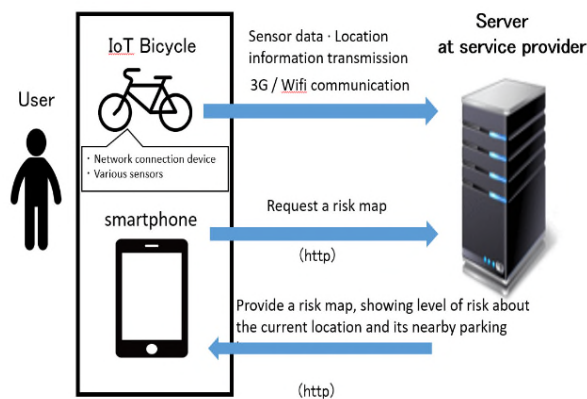 IoT Bicycle
Sensor data · Location
information transmission
3G / Wifi communication
Server
at service provider
User
・Network connection device
・Various sensors
smartphone
Request a risk map
(http)
Provide a risk map, showing level of risk about
the current location and its nearby parking
(http)